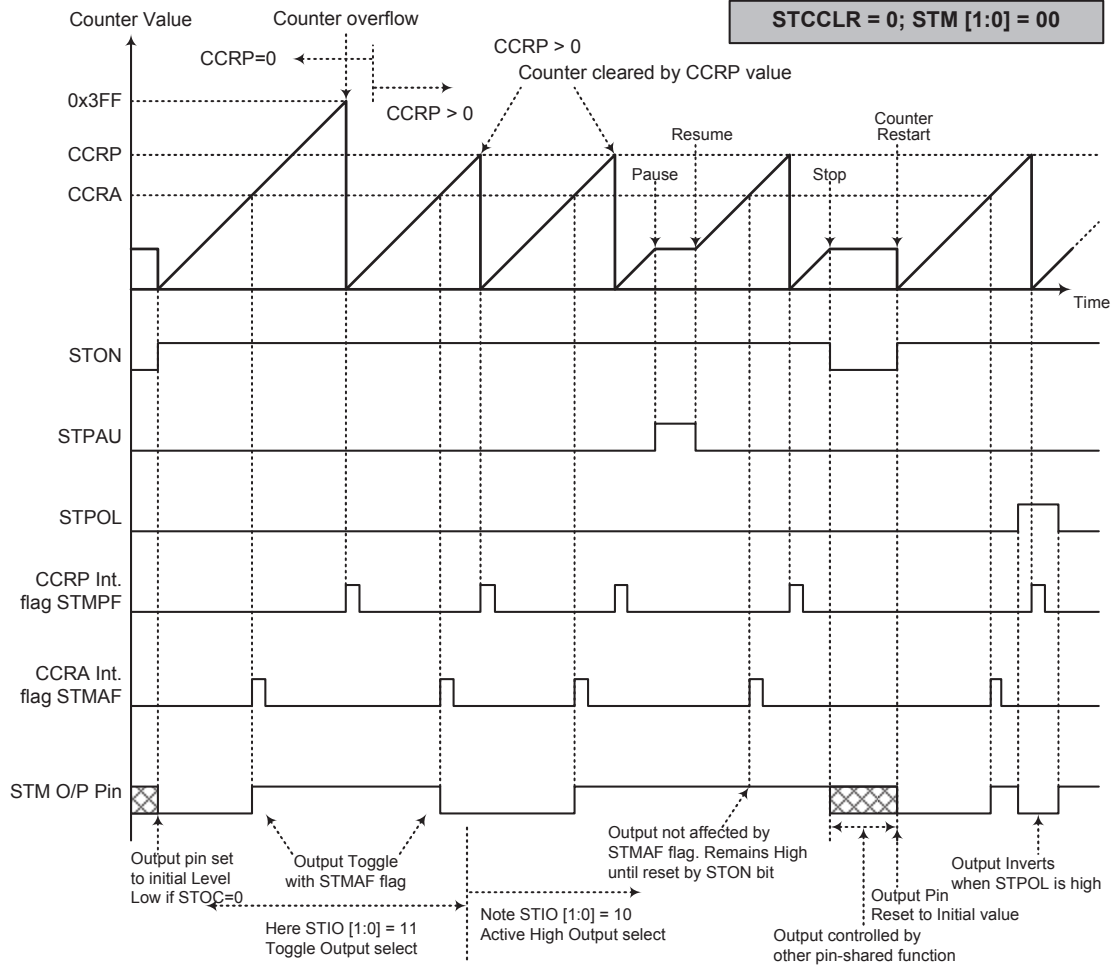 Counter Value
Counter overflow
STCCLR = 0; STM [1:0] = 00
CCRP=0
CCRP > 0
CCRP > 0
Counter cleared by CCRP value
0x3FF
CCRP
CCRA
Pause
Resume
Stop
Counter
Restart
Time
STON
STPAU
STPOL
CCRP Int.
flag STMPF
CCRA Int.
flag STMAF
STM O/P Pin
Output pin set
to initial Level
Low if STOC=0
Output Toggle
with STMAF flag
Here STIO [1:0] = 11
Toggle Output select
Note STIO [1:0] = 10
Active High Output select
Output not affected by
STMAF flag. Remains High
until reset by STON bit
Output controlled by
other pin-shared function
Output Pin
Reset to Initial value
Output Inverts
when STPOL is high